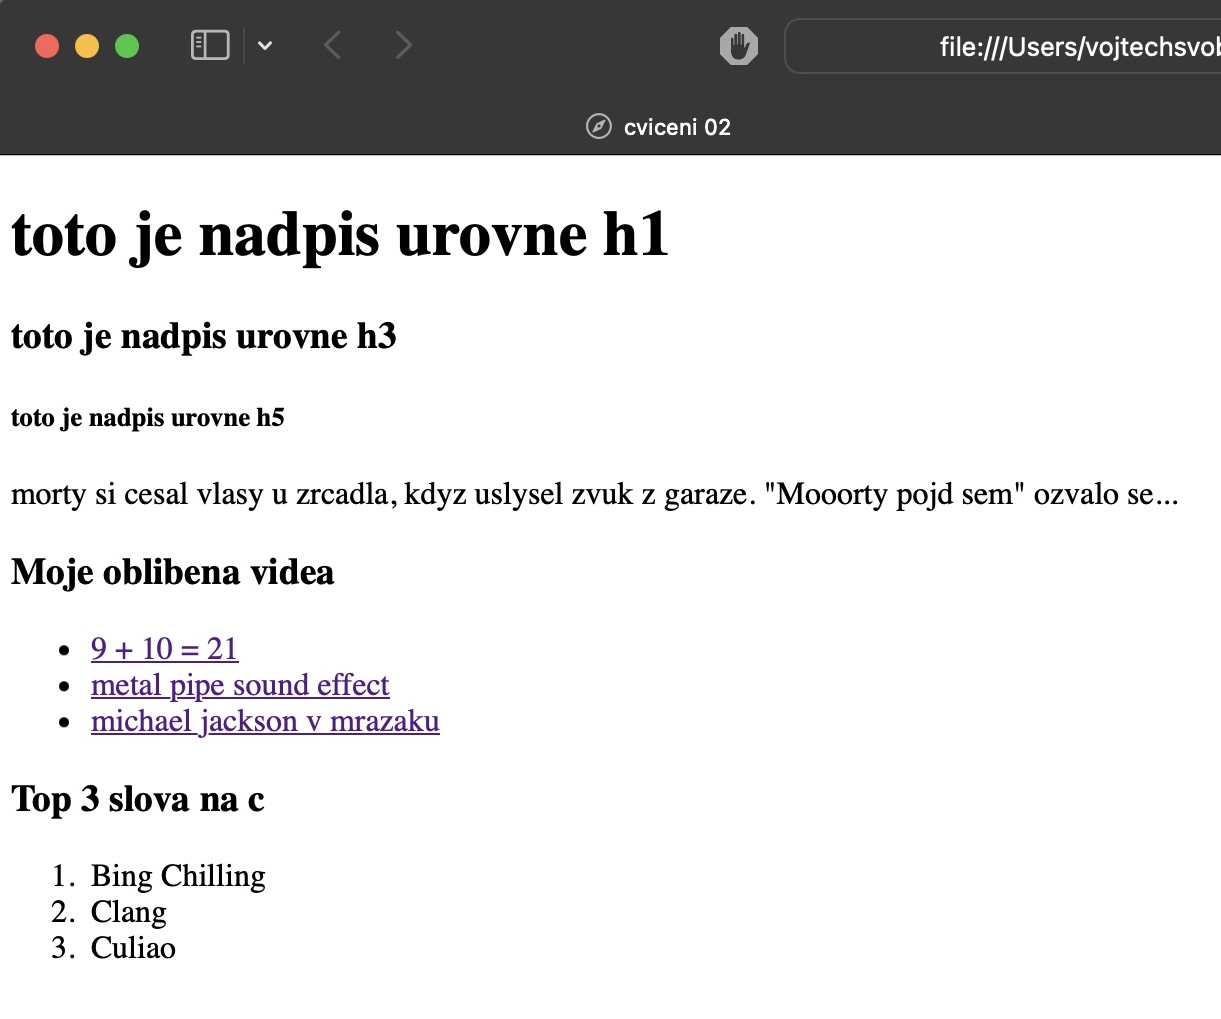 file:///Users/vojtechsvob
cviceni 02
toto je nadpis urovne h1
toto je nadpis urovne h3
toto je nadpis urovne h5
morty si cesal vlasy u zrcadla, kdyz uslysel zvuk z garaze. "Mooorty pojd sem" ozvalo se...
Moje oblibena videa
• 9 + 10 = 21
• metal pipe sound effect
• michael jackson v mrazaku
Top 3 slova na c
1. Bing Chilling
2. Clang
3. Culiao